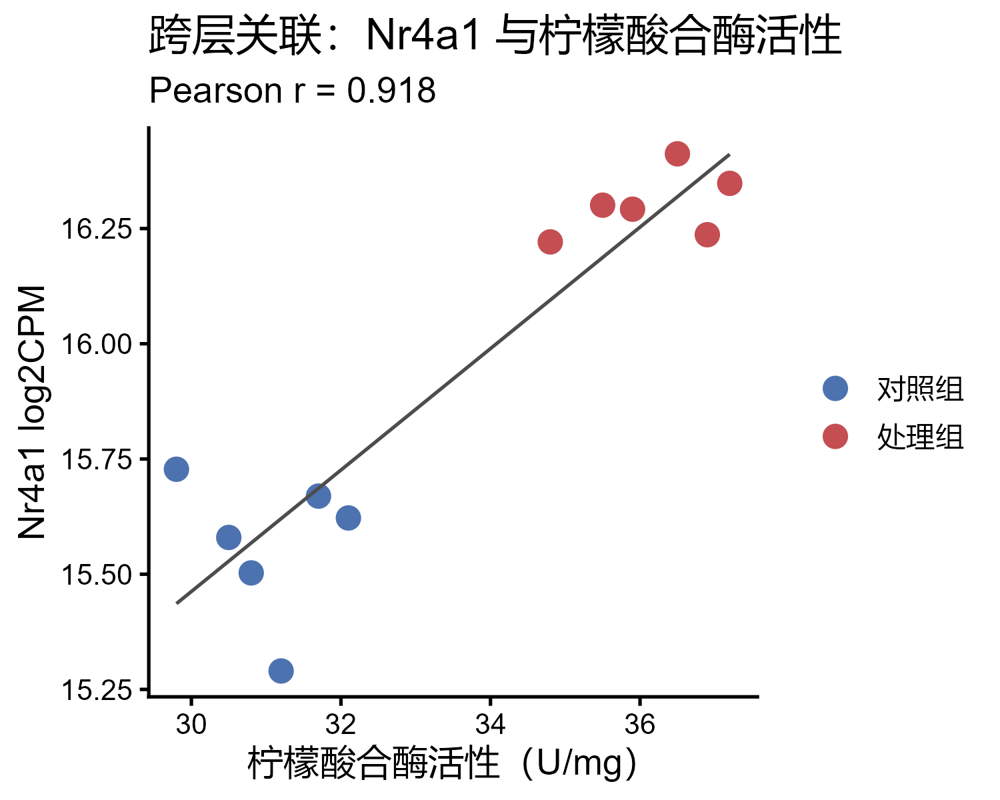 跨层关联：Nr4a1 与柠檬酸合酶活性
Pearson r = 0.918
Nr4a1 log2CPM
16.25
16.00
15.75
15.50
15.25
30
32
34
36
柠檬酸合酶活性（U/mg）
对照组
处理组